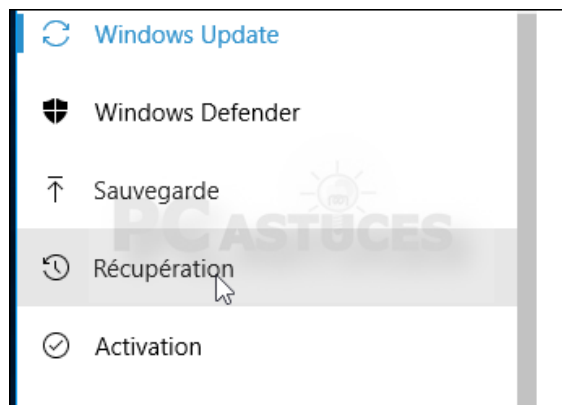 Windows Update
Windows Defender
Sauvegarde
PC ASTUCES
Récupération
Activation